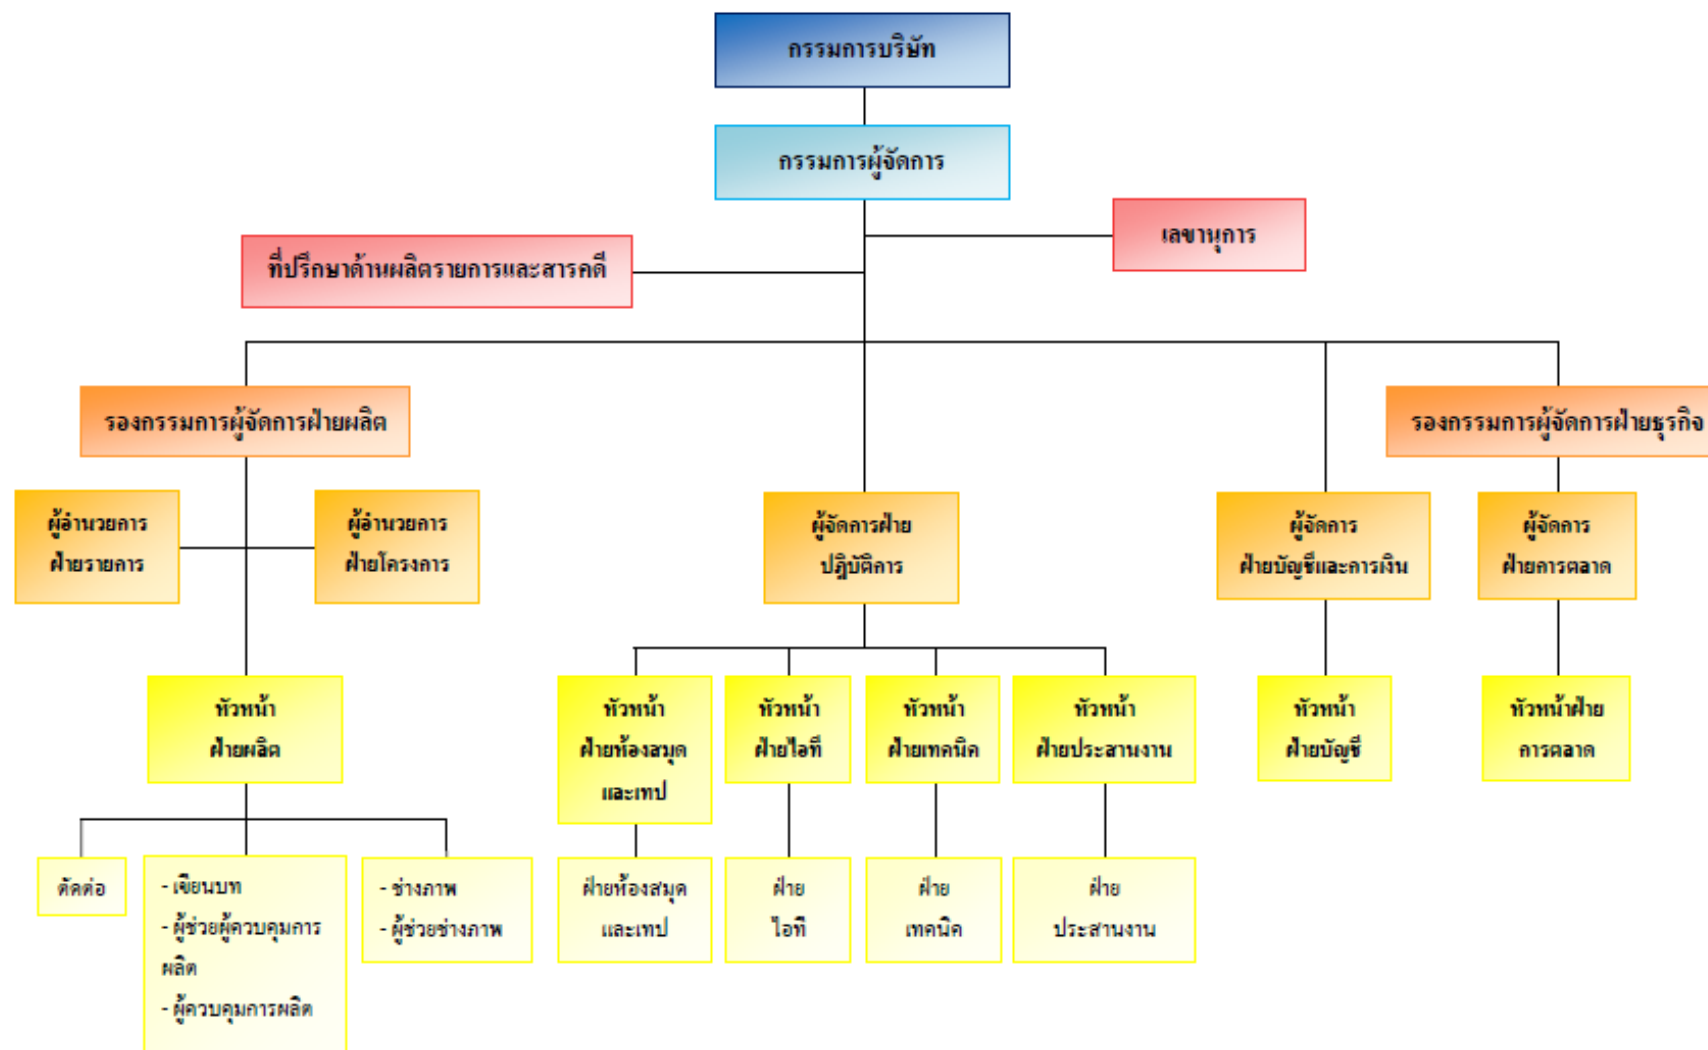 กรรมการบริษัท
กรรมการผู้จัดการ
เลขานุการ
ที่ปรึกษาด้านผลิตรายการและสารคดี
รองกรรมการผู้จัดการฝ่ายผลิต
รองกรรมการผู้จัดการฝ่ายธุรกิจ
ผู้อำนวยการ
ฝ่ายรายการ
ผู้อำนวยการ
ฝ่ายโครงการ
ผู้จัดการฝ่าย
ปฏิบัติการ
ผู้จัดการ
ฝ่ายบัญชีและการเงิน
ผู้จัดการ
ฝ่ายการตลาด
หัวหน้า
ฝ่ายผลิต
หัวหน้า
ฝ่ายห้องสมุด
และเทป
หัวหน้า
ฝ่ายไอที
หัวหน้า
ฝ่ายเทคนิค
หัวหน้า
ฝ่ายประสานงาน
หัวหน้า
ฝ่ายบัญชี
หัวหน้าฝ่าย
การตลาด
ตัดต่อ
- เขียนบท
- ผู้ช่วยผู้ควบคุมการ
ผลิต
- ผู้ควบคุมการผลิต
- ช่างภาพ
- ผู้ช่วยช่างภาพ
ฝ่ายห้องสมุด
และเทป
ฝ่าย
ไอที
ฝ่าย
เทคนิค
ฝ่าย
ประสานงาน